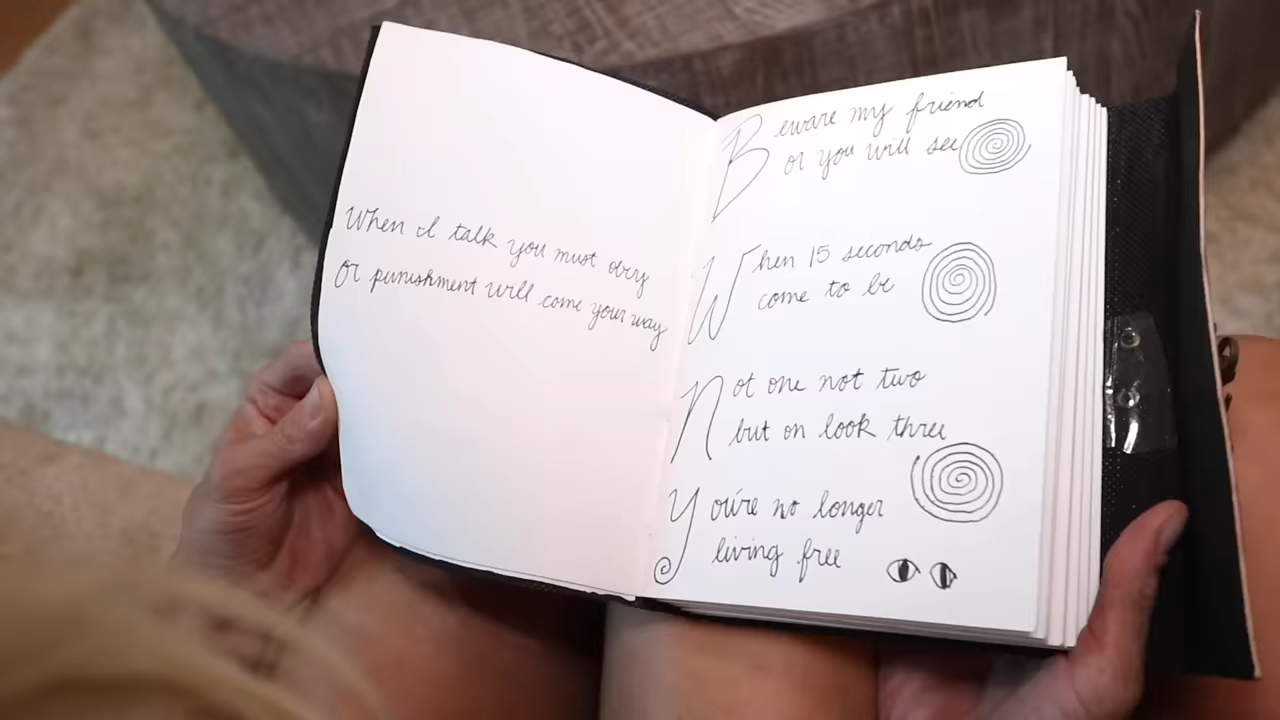 When I talk you must obey
Or punishment will come your way
Beware my friend
or you will see
When 15 seconds
come to be
Not one not two
but on look three
You're no longer
living free